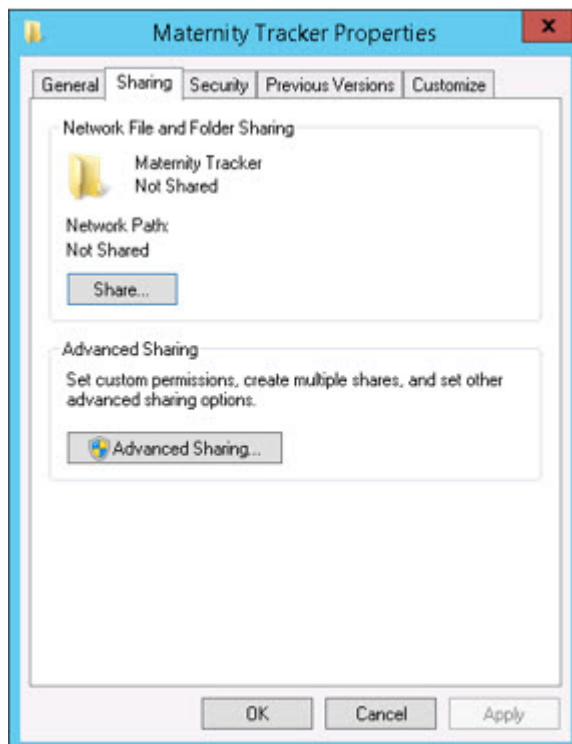 Maternity Tracker Properties
x
General Sharing Security Previous Versions Customize
Network File and Folder Sharing
Maternity Tracker
Not Shared
Network Path:
Not Shared
Share...
Advanced Sharing
Set custom permissions, create multiple shares, and set other
advanced sharing options.
Advanced Sharing...
OK Cancel Apply